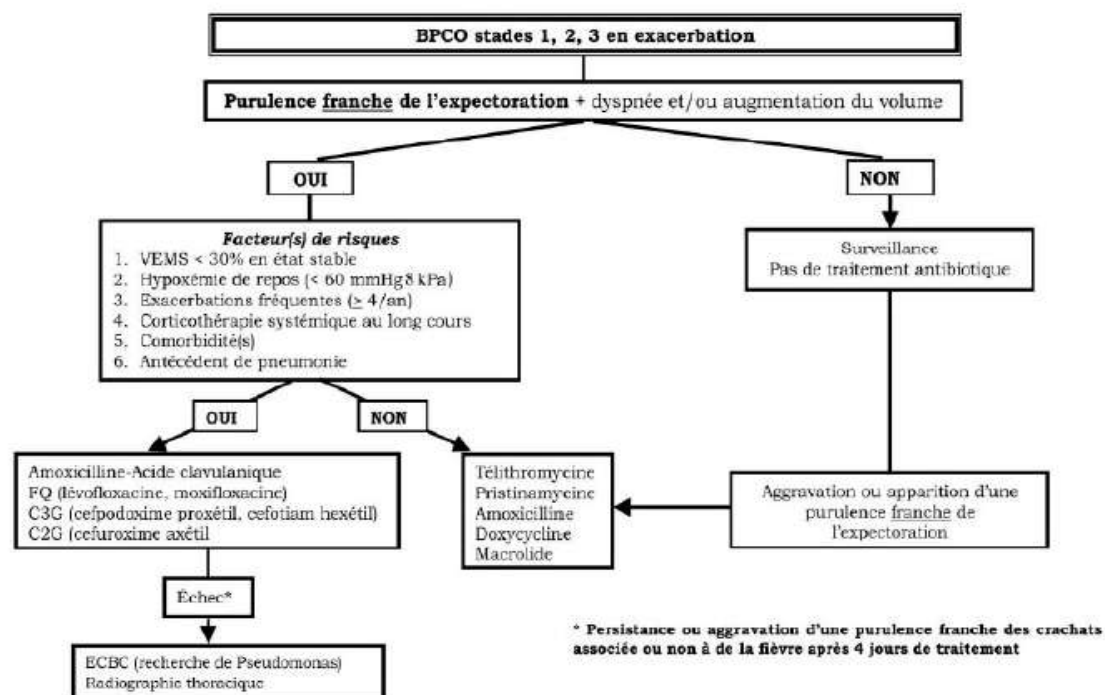 BPCO stades 1, 2, 3 en exacerbation
Purulence franche de l'expectoration + dyspnée et/ou augmentation du volume
OUI
NON
Facteur(s) de risques
1. VEMS < 30% en état stable
2. Hypoxémie de repos (< 60 mmHg 8 kPa)
3. Exacerbations fréquentes (≥ 4/an)
4. Corticothérapie systémique au long cours
5. Comorbidité(s)
6. Antécédent de pneumonie
Surveillance
Pas de traitement antibiotique
OUI
NON
Amoxicilline-Acide clavulanique
FQ (lévofloxacine, moxifloxacine)
C3G (cefpodoxime proxétil, cefotiam hexétil)
C2G (cefuroxime axétil
Télithromycine
Pristinamycine
Amoxicilline
Doxycycline
Macrolide
Aggravation ou apparition d'une
purulence franche de
l'expectoration
Échec*
ECBC (recherche de Pseudomonas)
Radiographie thoracique
* Persistance ou aggravation d'une purulence franche des crachats
associée ou non à de la fièvre après 4 jours de traitement